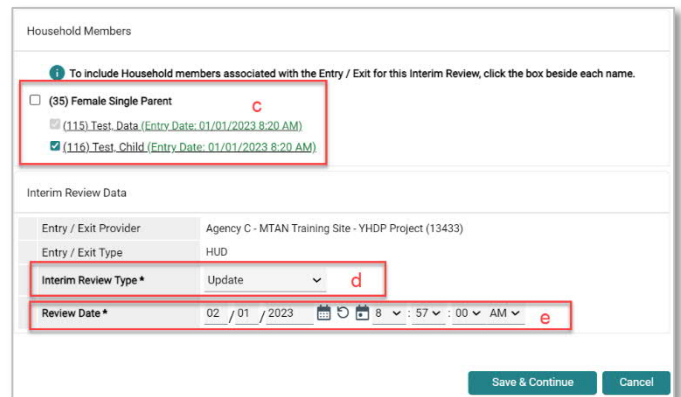 Household Members
i To include Household members associated with the Entry / Exit for this Interim Review, click the box beside each name.
(35) Female Single Parent
c
(115) Test, Data (Entry Date: 01/01/2023 8:20 AM)
(116) Test, Child (Entry Date: 01/01/2023 8:20 AM)
Interim Review Data
Entry / Exit Provider Agency C - MTAN Training Site - YHDP Project (13433)
Entry / Exit Type HUD
Interim Review Type * Update d
Review Date * 02 / 01 / 2023 8 : 57 : 00 AM e
Save & Continue Cancel